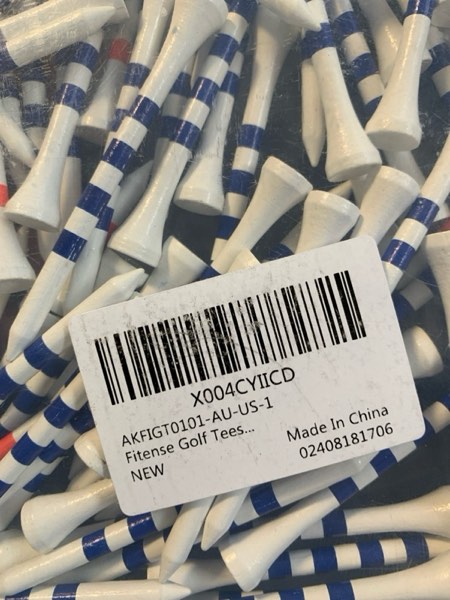 X004CYIICD
AKFIGT0101-AU-US-1
Fitense Golf Tees...
NEW
Made In China
02408181706